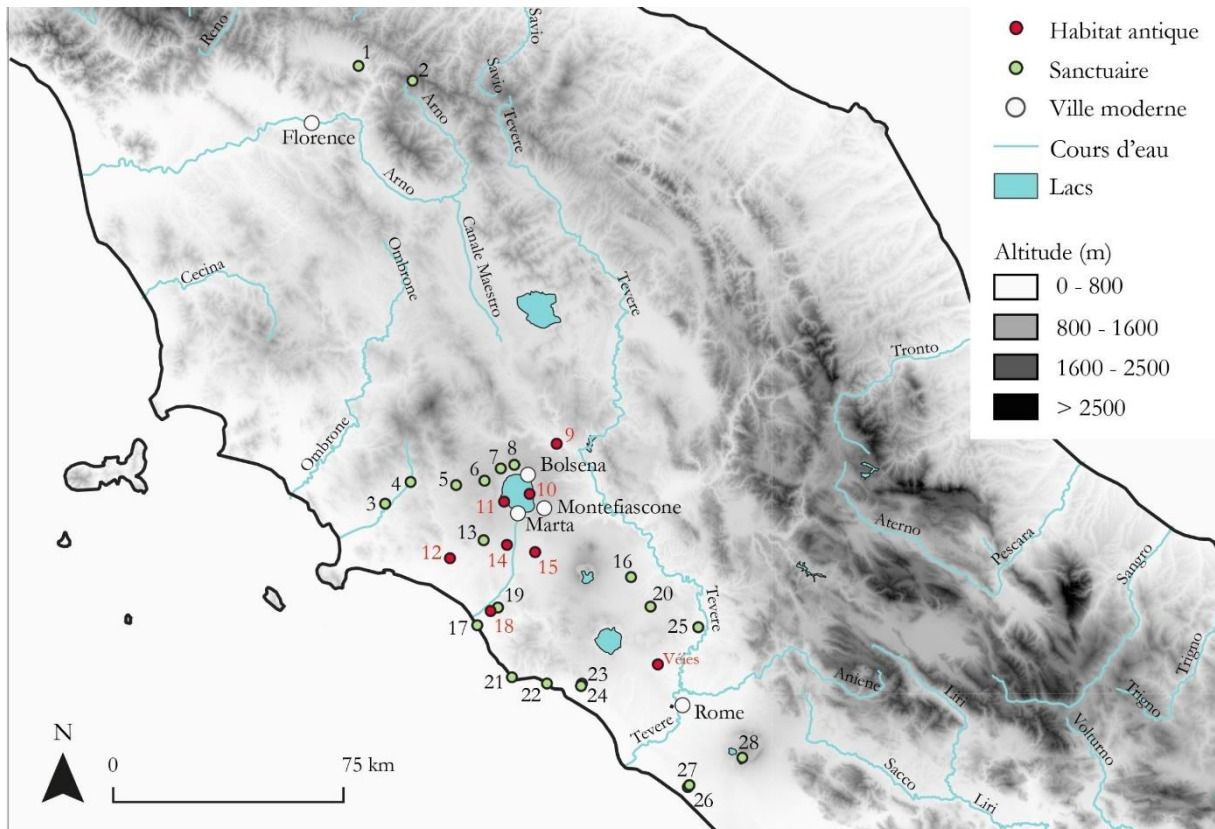 Habitat antique
Sanctuaire
Ville moderne
Cours d'eau
Lacs
Altitude (m)
0 - 800
800 - 1600
1600 - 2500
> 2500
Reno
Savio
1
2
Savio
Arno
Tevere
Florence
Arno
Ombrone
Cecina
Canale Maestro
Tevere
Tronto
Ombrone
9
8
7
Bolsena
6
5
4
10
3
11
Montefiascone
Marta
Aterno
Pescara
Sangro
13
14
12
15
16
19
20
Tevere
18
17
25
Trigno
Véies
23
21
22
24
Aniene
Liri
Trigno
Rome
Volturno
Tevere
28
Sacco
27
26
Liri
N
0
75 km